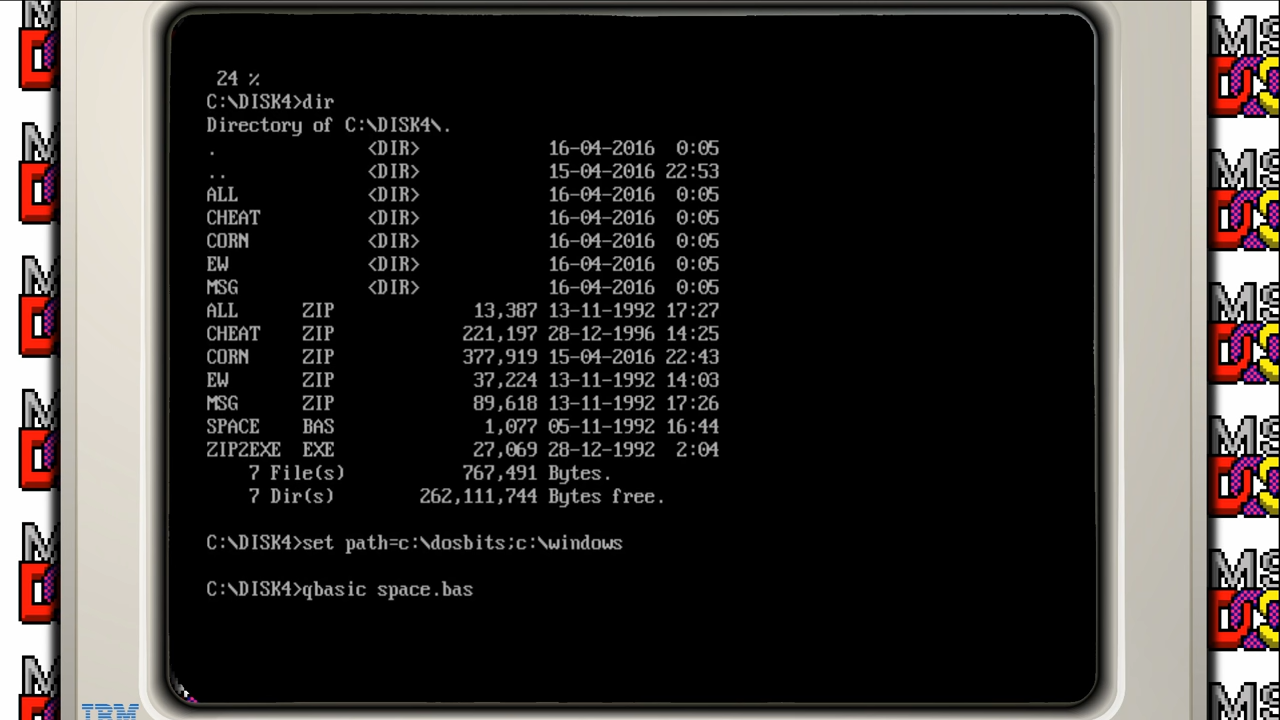 24 %
C:\DISK4>dir
Directory of C:\DISK4\.
. <DIR> 16-04-2016 0:05
.. <DIR> 15-04-2016 22:53
ALL <DIR> 16-04-2016 0:05
CHEAT <DIR> 16-04-2016 0:05
CORN <DIR> 16-04-2016 0:05
EW <DIR> 16-04-2016 0:05
MSG <DIR> 16-04-2016 0:05
ALL ZIP 13,387 13-11-1992 17:27
CHEAT ZIP 221,197 28-12-1996 14:25
CORN ZIP 377,919 15-04-2016 22:43
EW ZIP 37,224 13-11-1992 14:03
MSG ZIP 89,618 13-11-1992 17:26
SPACE BAS 1,077 05-11-1992 16:44
ZIP2EXE EXE 27,069 28-12-1992 2:04
7 File(s) 767,491 Bytes.
7 Dir(s) 262,111,744 Bytes free.
C:\DISK4>set path=c:\dosbits;c:\windows
C:\DISK4>qbasic space.bas
IBM